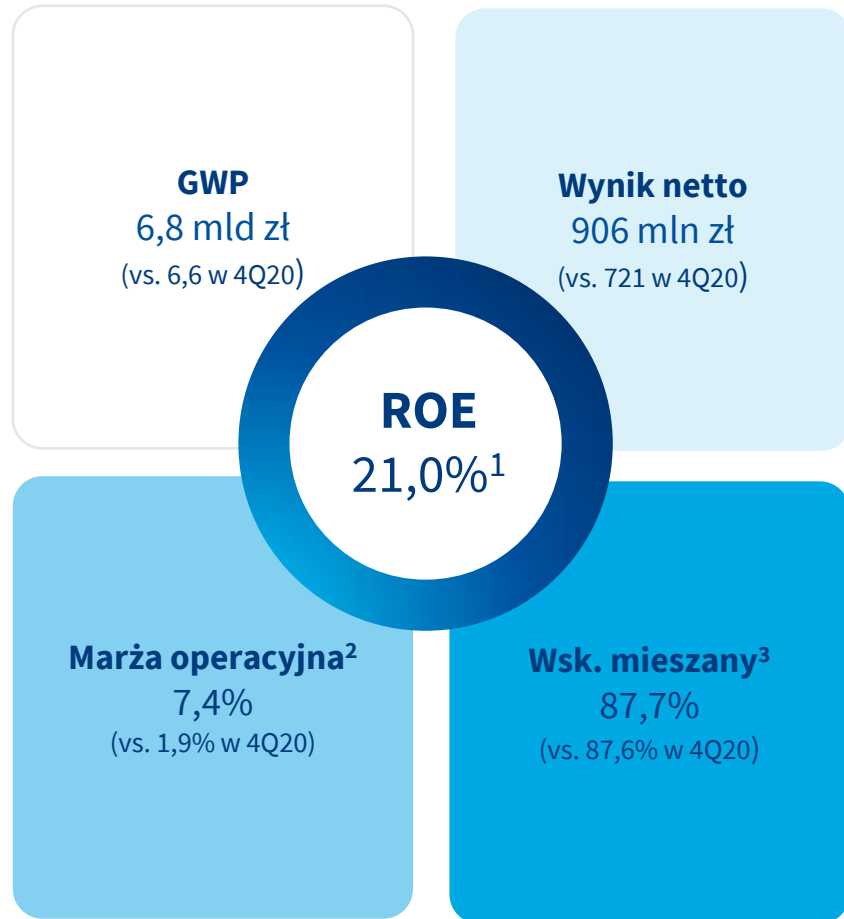 GWP
6,8 mld zł
(vs. 6,6 w 4Q20)
Wynik netto
906 mln zł
(vs. 721 w 4Q20)
ROE
21,0%¹
Marża operacyjna²
7,4%
(vs. 1,9% w 4Q20)
Wsk. mieszany³
87,7%
(vs. 87,6% w 4Q20)